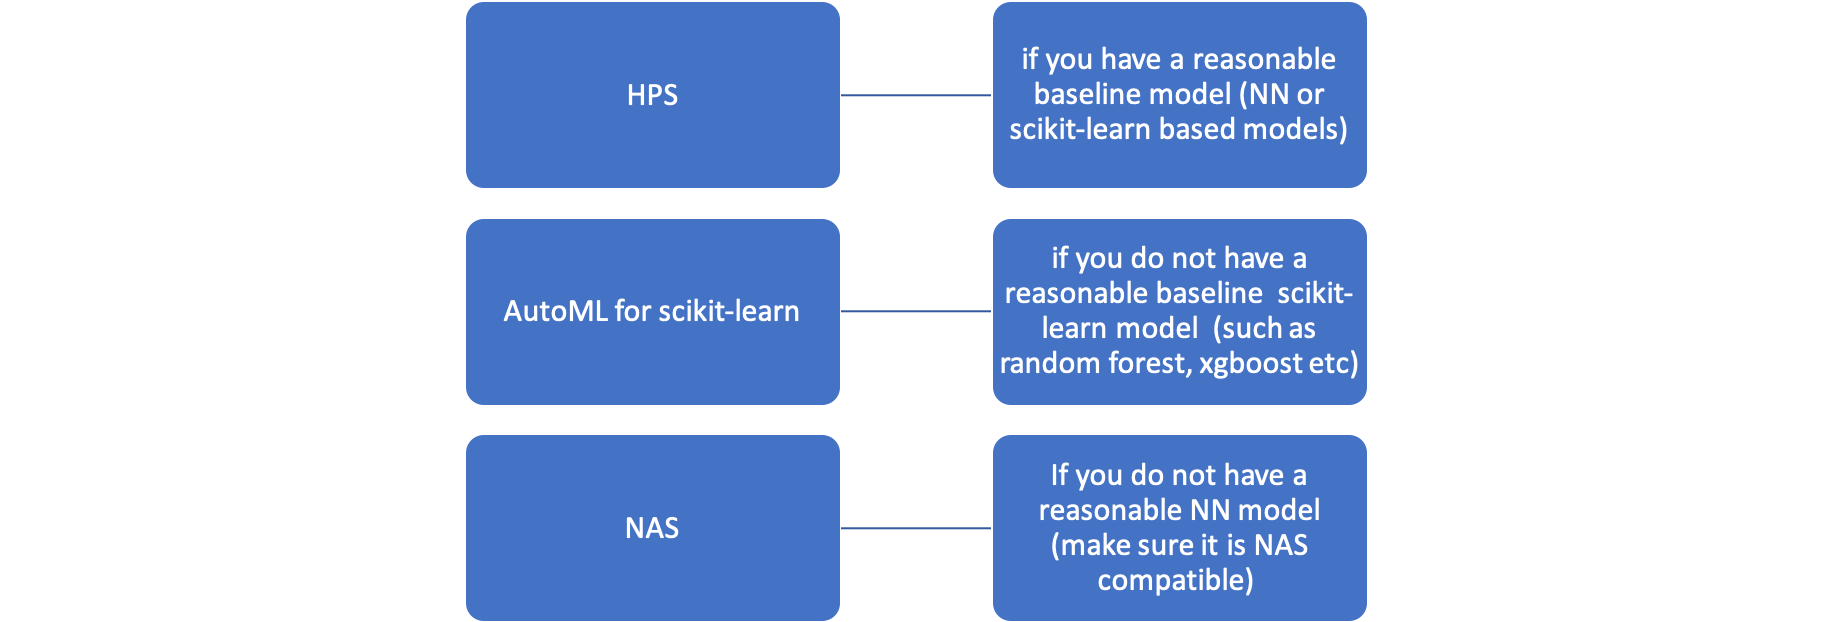 HPS
if you have a reasonable
baseline model (NN or
scikit-learn based models)
AutoML for scikit-learn
if you do not have a
reasonable baseline  scikit-
learn model  (such as
random forest, xgboost etc)
NAS
If you do not have a
reasonable NN model
(make sure it is NAS
compatible)